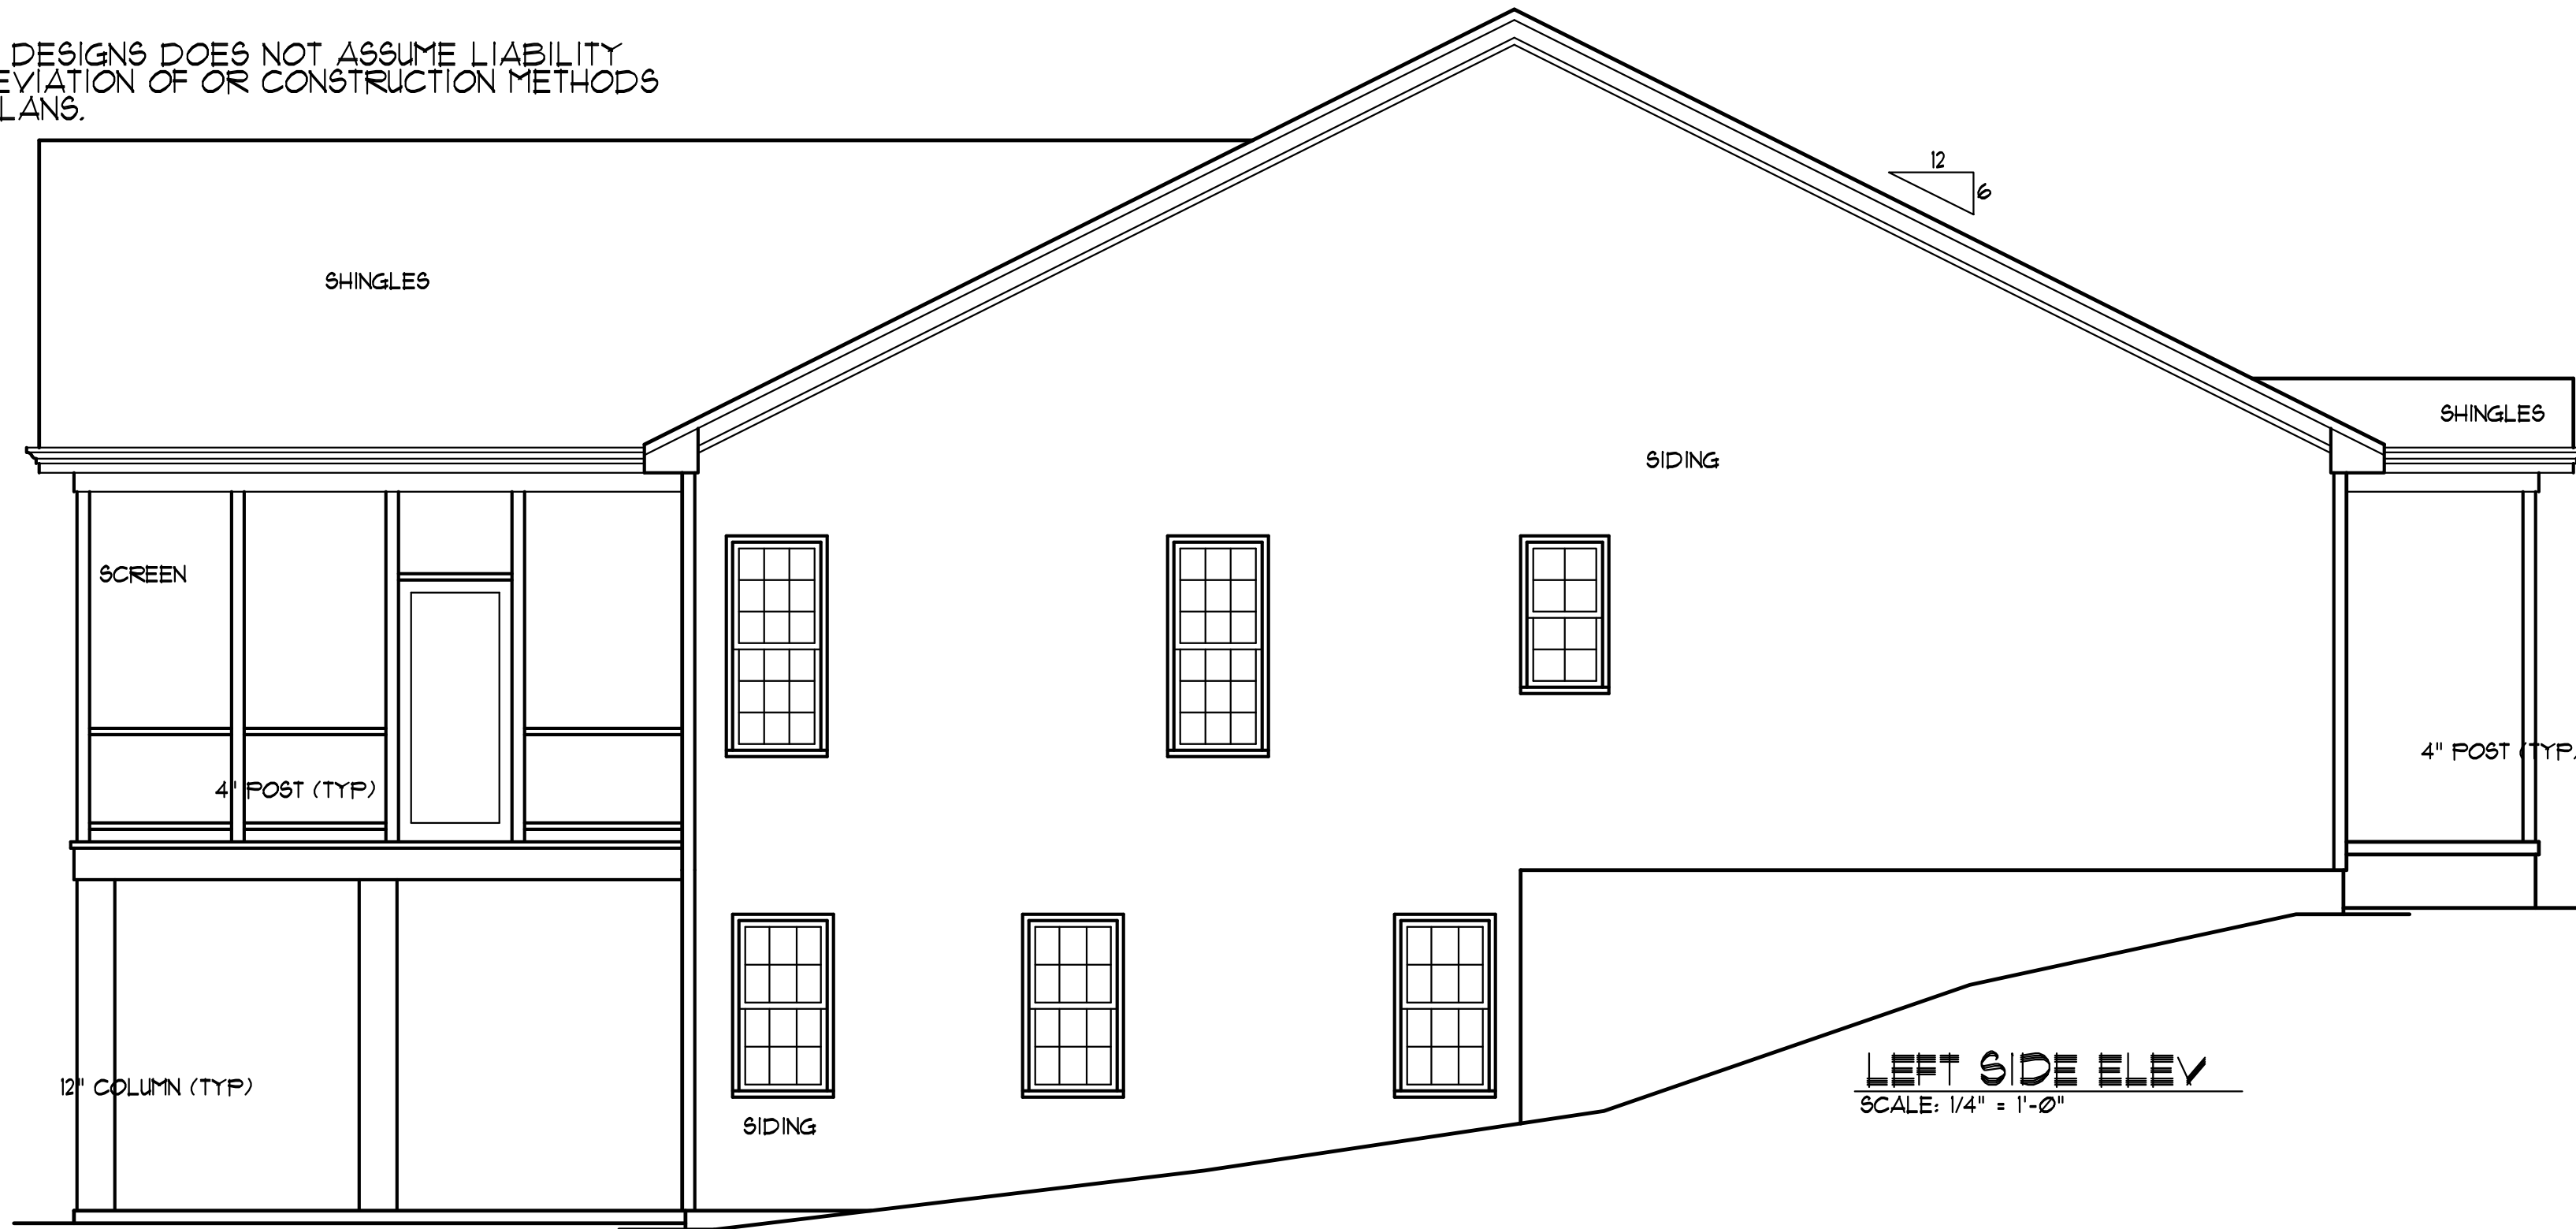 DESIGNS DOES NOT ASSUME LIABILITY
EVIATION OF OR CONSTRUCTION METHODS
LANS.
12
6
SHINGLES
SHINGLES
SIDING
SCREEN
4" POST (TYP.)
4" POST (TYP)
12" COLUMN (TYP)
LEFT SIDE ELEV
SCALE: 1/4" = 1'-0"
SIDING